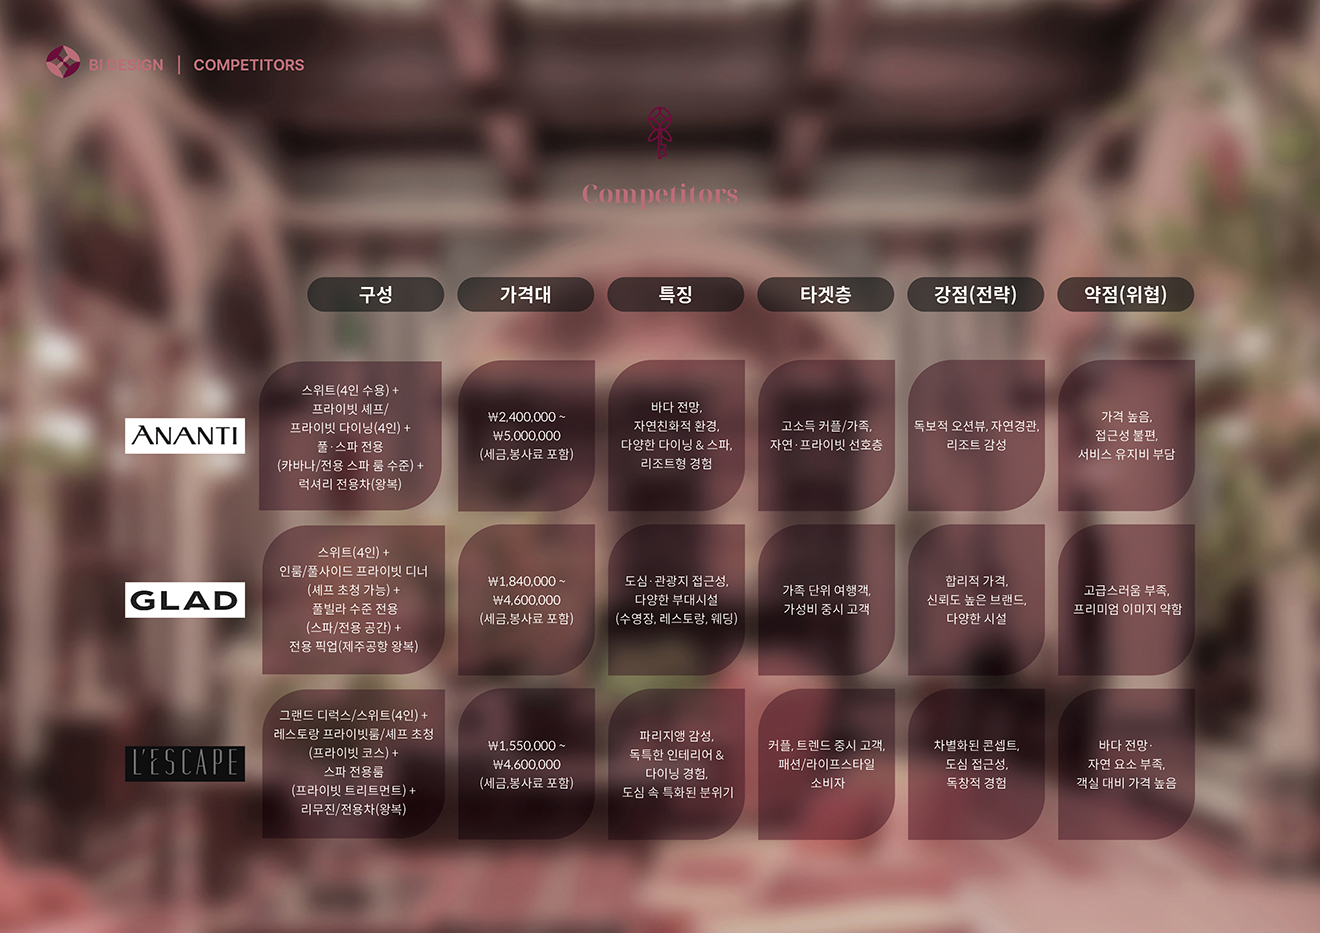 BI DESIGN | COMPETITORS
Competitors
구성
가격대
특징
타겟층
강점(전략)
약점(위협)
ANANTI
스위트(4인 수용) +
프라이빗 셰프/
프라이빗 다이닝(4인) +
풀·스파 전용
(카바나/전용 스파 룸 수준) +
럭셔리 전용차(왕복)
₩2,400,000 ~
₩5,000,000
(세금,봉사료 포함)
바다 전망,
자연친화적 환경,
다양한 다이닝 & 스파,
리조트형 경험
고소득 커플/가족,
자연·프라이빗 선호층
독보적 오션뷰, 자연경관,
리조트 감성
가격 높음,
접근성 불편,
서비스 유지비 부담
GLAD
스위트(4인) +
인룸/풀사이드 프라이빗 디너
(셰프 초청 가능) +
풀빌라 수준 전용
(스파/전용 공간) +
전용 픽업(제주공항 왕복)
₩1,840,000 ~
₩4,600,000
(세금,봉사료 포함)
도심·관광지 접근성,
다양한 부대시설
(수영장, 레스토랑, 웨딩)
가족 단위 여행객,
가성비 중시 고객
합리적 가격,
신뢰도 높은 브랜드,
다양한 시설
고급스러움 부족,
프리미엄 이미지 약함
L'ESCAPE
그랜드 디럭스/스위트(4인) +
레스토랑 프라이빗룸/셰프 초청
(프라이빗 코스) +
스파 전용룸
(프라이빗 트리트먼트) +
리무진/전용차(왕복)
₩1,550,000 ~
₩4,600,000
(세금,봉사료 포함)
파리지앵 감성,
독특한 인테리어 &
다이닝 경험,
도심 속 특화된 분위기
커플, 트렌드 중시 고객,
패션/라이프스타일
소비자
차별화된 콘셉트,
도심 접근성,
독창적 경험
바다 전망·
자연 요소 부족,
객실 대비 가격 높음